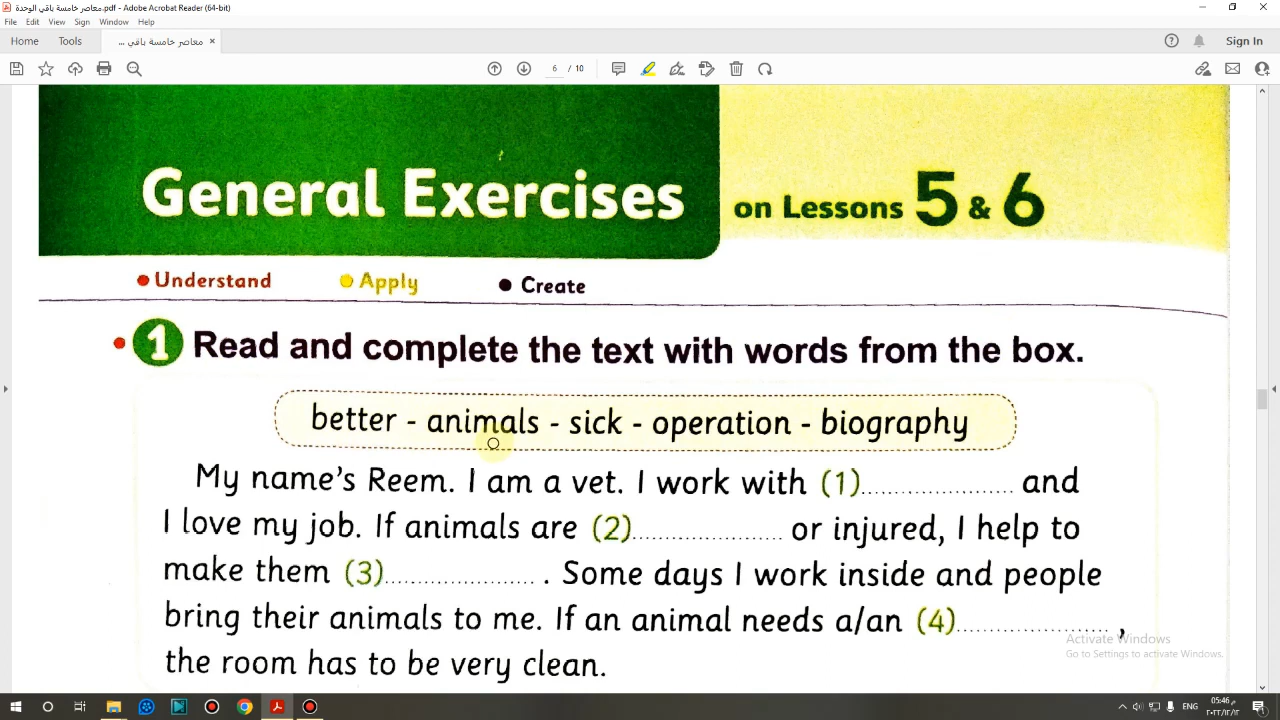 معاصر خامسة باقي الوحدة.pdf - Adobe Acrobat Reader (64-bit)
File Edit View Sign Window Help
Home Tools معاصر خامسة باقي ... × Sign In
6 / 10
General Exercises on Lessons 5 & 6
Understand Apply Create
1 Read and complete the text with words from the box.
better - animals - sick - operation - biography
My name's Reem. I am a vet. I work with (1)..................... and
I love my job. If animals are (2)..................... or injured, I help to
make them (3)..................... . Some days I work inside and people
bring their animals to me. If an animal needs a/an (4)..................... ,
the room has to be very clean.
Activate Windows
Go to Settings to activate Windows.
ENG 05:46 م
٢٠٢٢/١٢/١٢